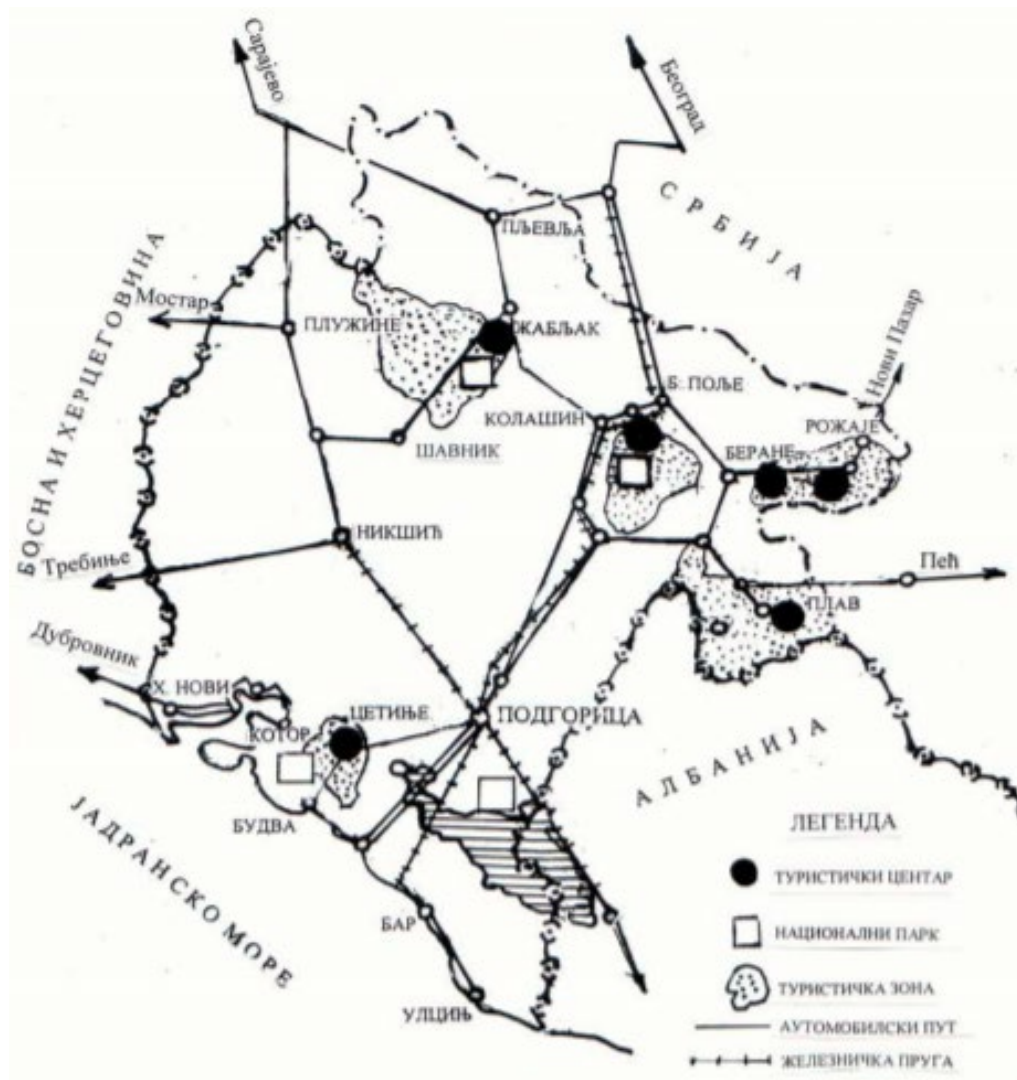 Сарајево
Београд
СРБИЈА
ПЉЕВЉА
БОСНА И ХЕРЦЕГОВИНА
Мостар
ПЛУЖИНЕ
ЖАБЉАК
Нови Пазар
Б. ПОЉЕ
КОЛАШИН
РОЖАЈЕ
ШАВНИК
БЕРАНЕ
НИКШИЋ
Требиње
Пећ
ПЛАВ
Дубровник
Х. НОВИ
ЦЕТИЊЕ
ПОДГОРИЦА
КОТОР
АЛБАНИЈА
ЈАДРАНСКО МОРЕ
БУДВА
БАР
УЛЦИЊ
ЛЕГЕНДА
ТУРИСТИЧКИ ЦЕНТАР
НАЦИОНАЛНИ ПАРК
ТУРИСТИЧКА ЗОНА
АУТОМОБИЛСКИ ПУТ
ЖЕЛЕЗНИЧКА ПРУГА